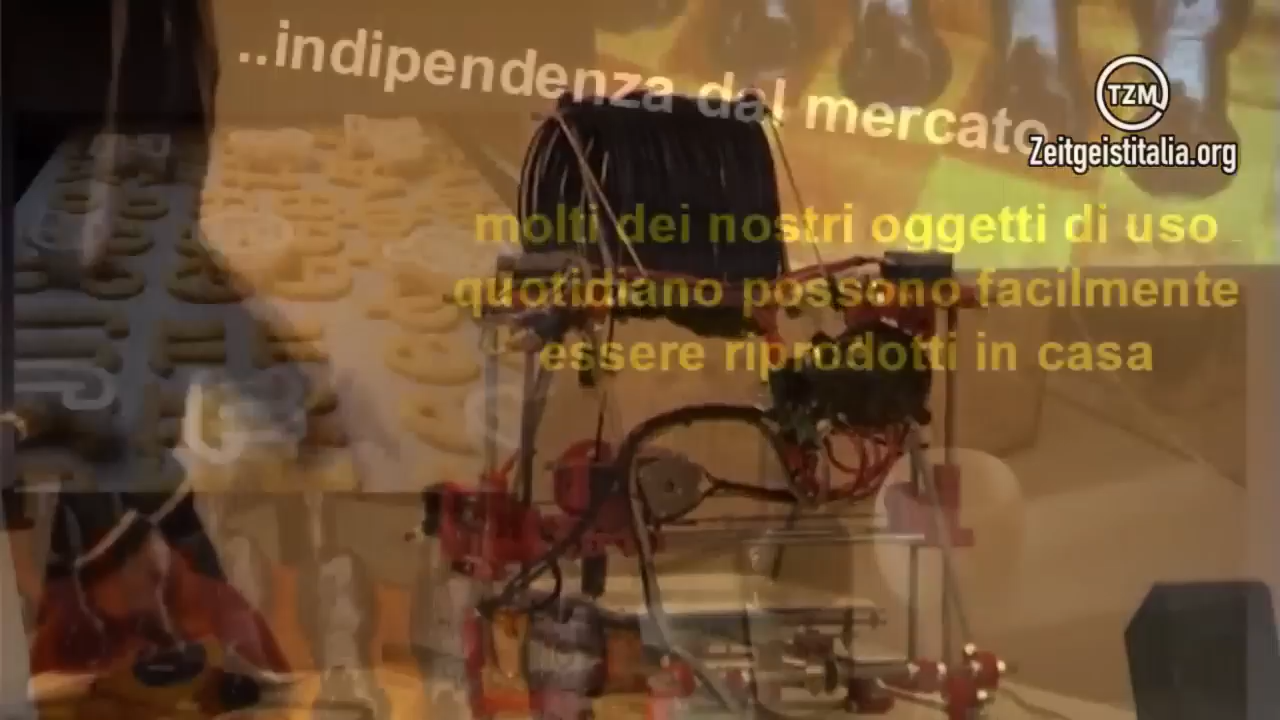 ..indipendenza dal mercato
TZM
Zeitgeistitalia.org
molti dei nostri oggetti di uso
quotidiano possono facilmente
essere riprodotti in casa